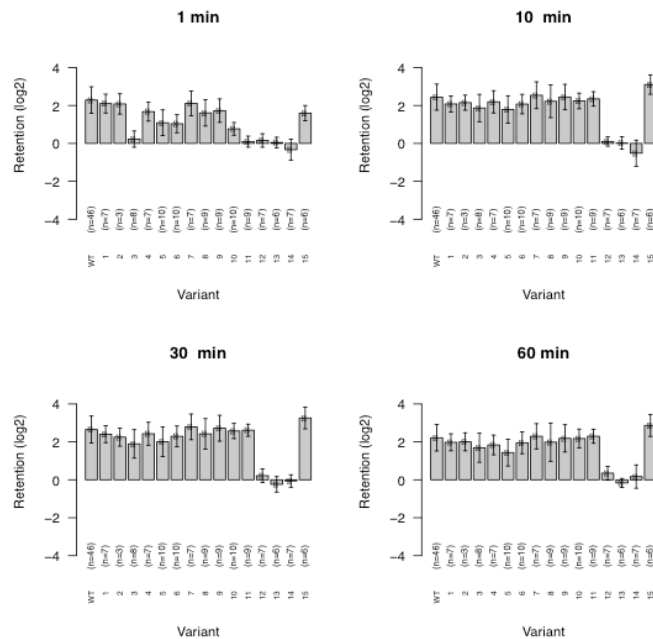 1 min
Retention (log2)
4
2
0
−2
−4
(n=46) (n=7) (n=3) (n=8) (n=7) (n=10) (n=10) (n=7) (n=9) (n=9) (n=10) (n=9) (n=7) (n=6) (n=7) (n=6)
WT 1 2 3 4 5 6 7 8 9 10 11 12 13 14 15
Variant
10 min
Retention (log2)
4
2
0
−2
−4
(n=46) (n=7) (n=3) (n=8) (n=7) (n=10) (n=10) (n=7) (n=9) (n=9) (n=10) (n=9) (n=7) (n=6) (n=7) (n=6)
WT 1 2 3 4 5 6 7 8 9 10 11 12 13 14 15
Variant
30 min
Retention (log2)
4
2
0
−2
−4
(n=46) (n=7) (n=3) (n=8) (n=7) (n=10) (n=10) (n=7) (n=9) (n=9) (n=10) (n=9) (n=7) (n=6) (n=7) (n=6)
WT 1 2 3 4 5 6 7 8 9 10 11 12 13 14 15
Variant
60 min
Retention (log2)
4
2
0
−2
−4
(n=46) (n=7) (n=3) (n=8) (n=7) (n=10) (n=10) (n=7) (n=9) (n=9) (n=10) (n=9) (n=7) (n=6) (n=7) (n=6)
WT 1 2 3 4 5 6 7 8 9 10 11 12 13 14 15
Variant